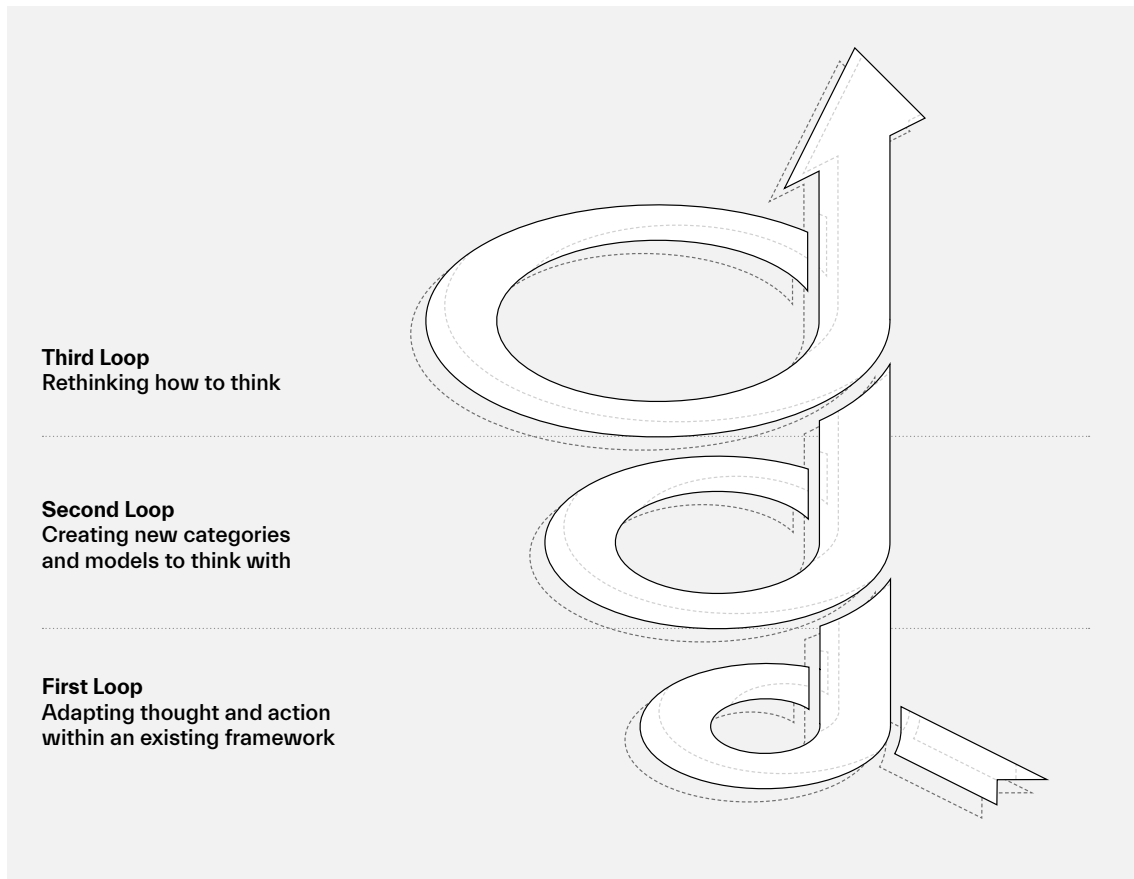 Third Loop
Rethinking how to think
Second Loop
Creating new categories
and models to think with
First Loop
Adapting thought and action
within an existing framework